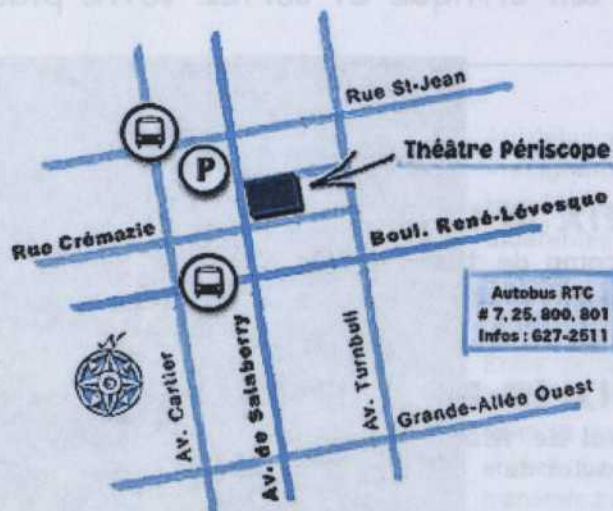 Rue St-Jean
P
Théâtre Périscope
Rue Crémazie
Boul. René-Lévesque
Autobus RTC
# 7, 25, 800, 801
Infos : 627-2511
N
Av. Cartier
Av. de Salaberry
Av. Turnbull
Grande-Allée Ouest